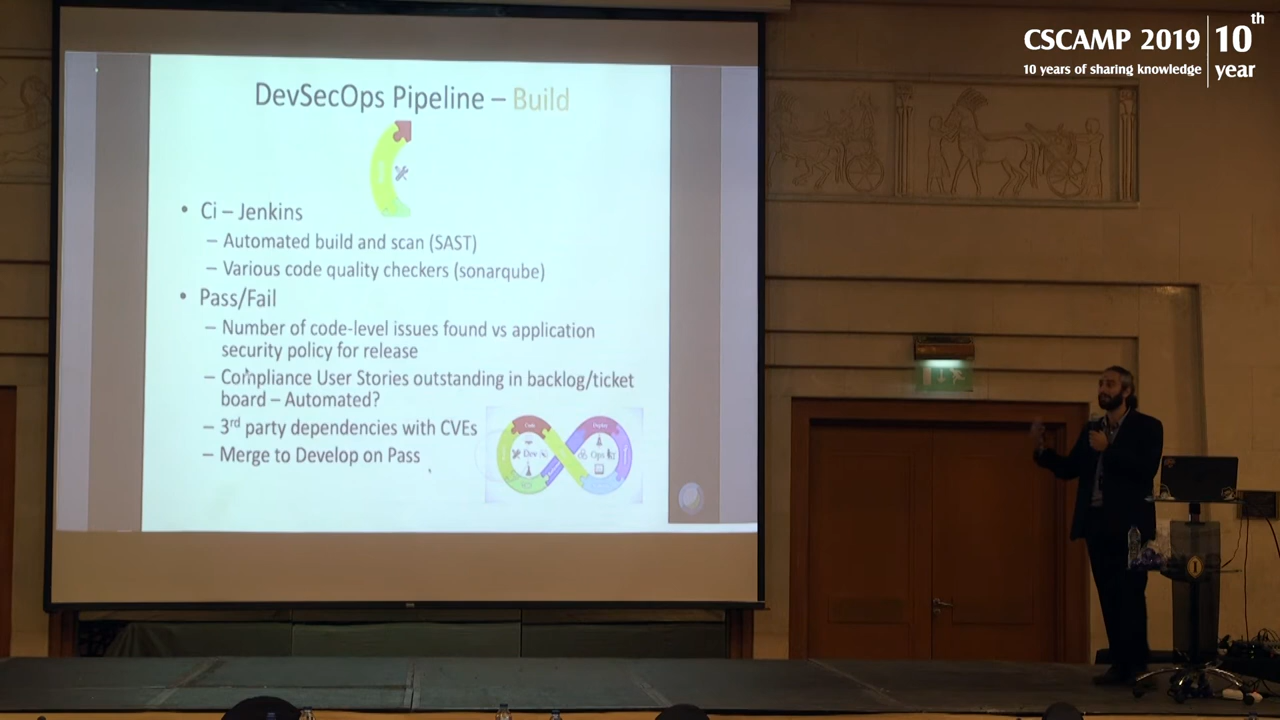 CSCAMP 2019
10 years of sharing knowledge
10th
year
DevSecOps Pipeline – Build
• Ci – Jenkins
– Automated build and scan (SAST)
– Various code quality checkers (sonarqube)
• Pass/Fail
– Number of code-level issues found vs application
security policy for release
– Compliance User Stories outstanding in backlog/ticket
board – Automated?
– 3rd party dependencies with CVEs
– Merge to Develop on Pass
Code
Deploy
Dev
Ops